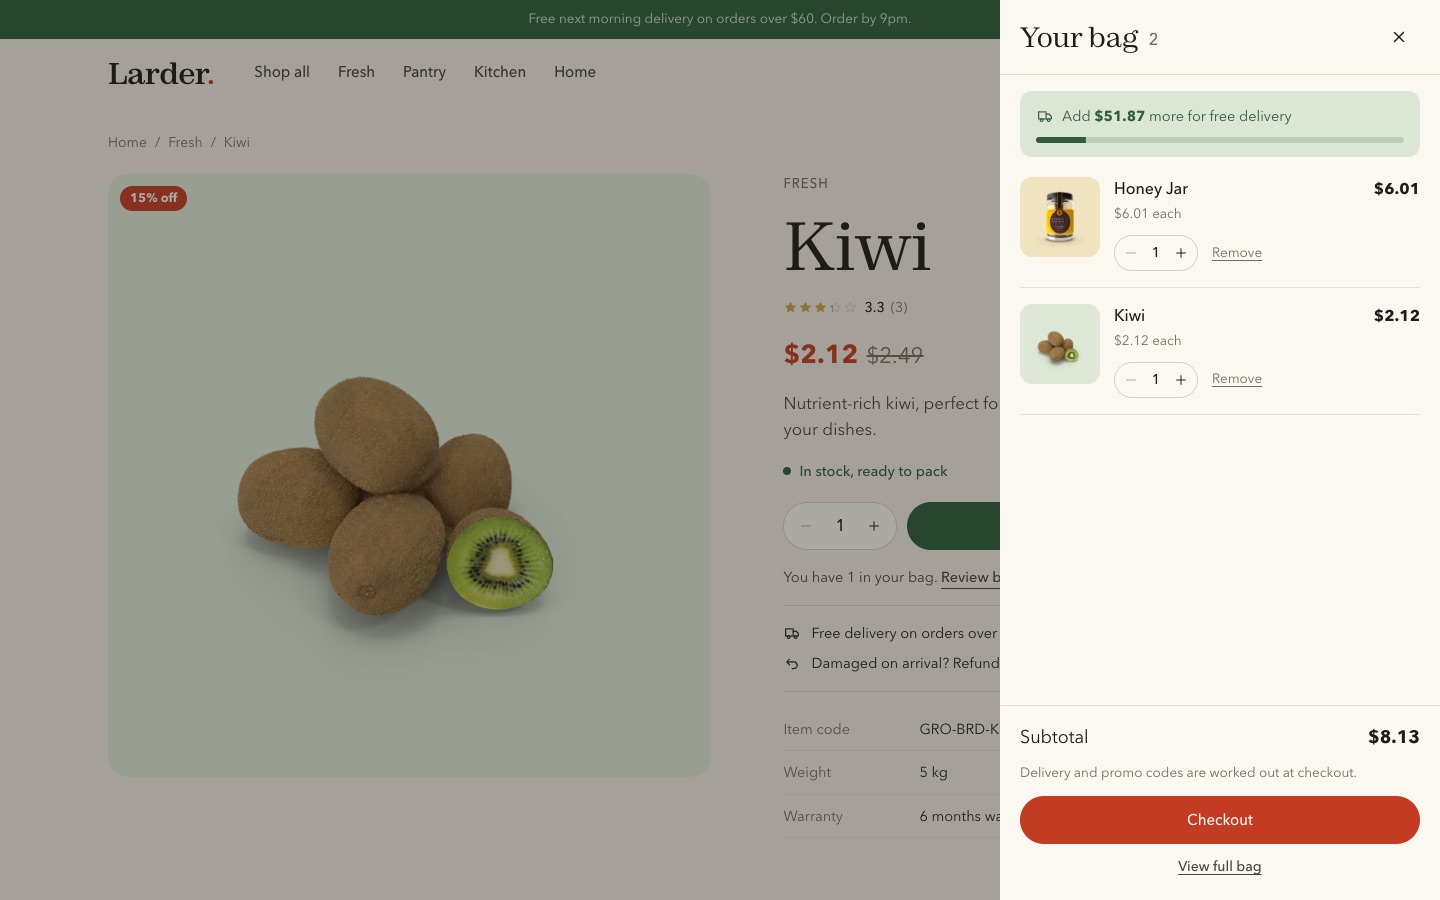 Free next morning delivery on orders over $60. Order by 9pm.
Larder.
Shop all
Fresh
Pantry
Kitchen
Home
Home / Fresh / Kiwi
15% off
FRESH
Kiwi
3.3 (3)
$2.12 $2.49
Nutrient-rich kiwi, perfect fo
your dishes.
In stock, ready to pack
1
You have 1 in your bag. Review b
Free delivery on orders over
Damaged on arrival? Refund
Item code GRO-BRD-K
Weight 5 kg
Warranty 6 months wa
Your bag 2
Add $51.87 more for free delivery
Honey Jar $6.01
$6.01 each
1 Remove
Kiwi $2.12
$2.12 each
1 Remove
Subtotal $8.13
Delivery and promo codes are worked out at checkout.
Checkout
View full bag